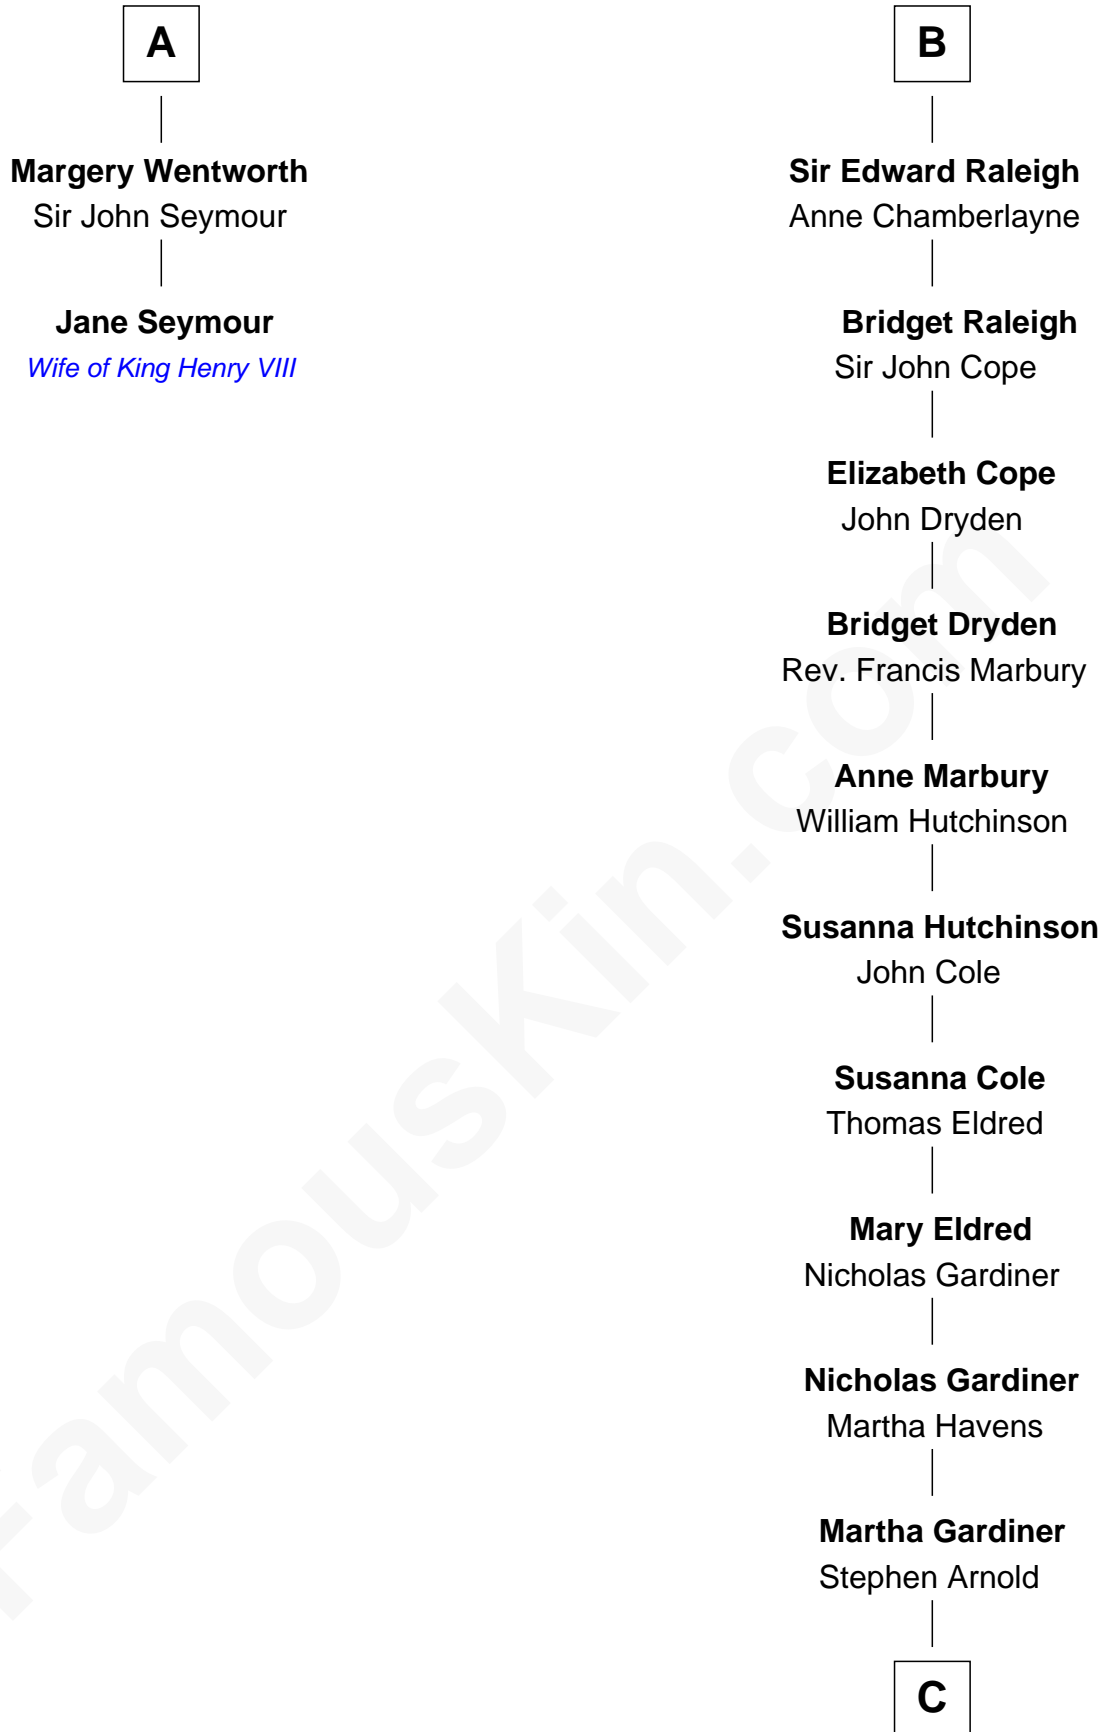 A
Margery Wentworth
Sir John Seymour
Jane Seymour
Wife of King Henry VIII
B
Sir Edward Raleigh
Anne Chamberlayne
Bridget Raleigh
Sir John Cope
Elizabeth Cope
John Dryden
Bridget Dryden
Rev. Francis Marbury
Anne Marbury
William Hutchinson
Susanna Hutchinson
John Cole
Susanna Cole
Thomas Eldred
Mary Eldred
Nicholas Gardiner
Nicholas Gardiner
Martha Havens
Martha Gardiner
Stephen Arnold
C
FamousKin.com